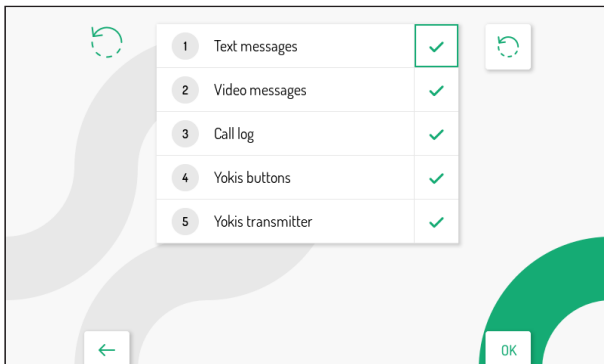 1 Text messages
2 Video messages
3 Call log
4 Yokis buttons
5 Yokis transmitter
OK